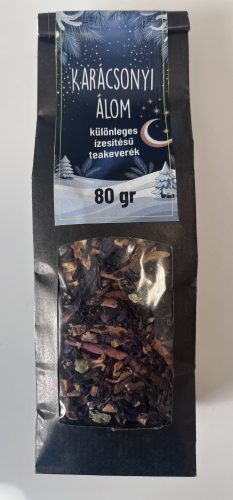 KARÁCSONYI
ÁLOM
különleges
ízesítésű
teakeverék
80 gr